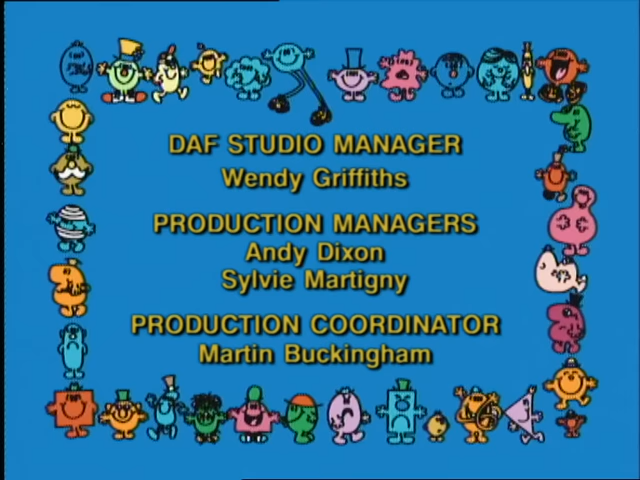 DAF STUDIO MANAGER
Wendy Griffiths
PRODUCTION MANAGERS
Andy Dixon
Sylvie Martigny
PRODUCTION COORDINATOR
Martin Buckingham